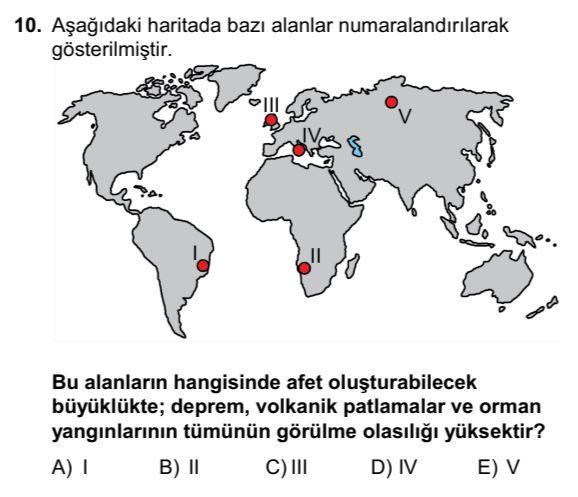 10. Aşağıdaki haritada bazı alanlar numaralandırılarak
gösterilmiştir.
III
V
IV
I
II
Bu alanların hangisinde afet oluşturabilecek
büyüklükte; deprem, volkanik patlamalar ve orman
yangınlarının tümünün görülme olasılığı yüksektir?
A) I B) II C) III D) IV E) V